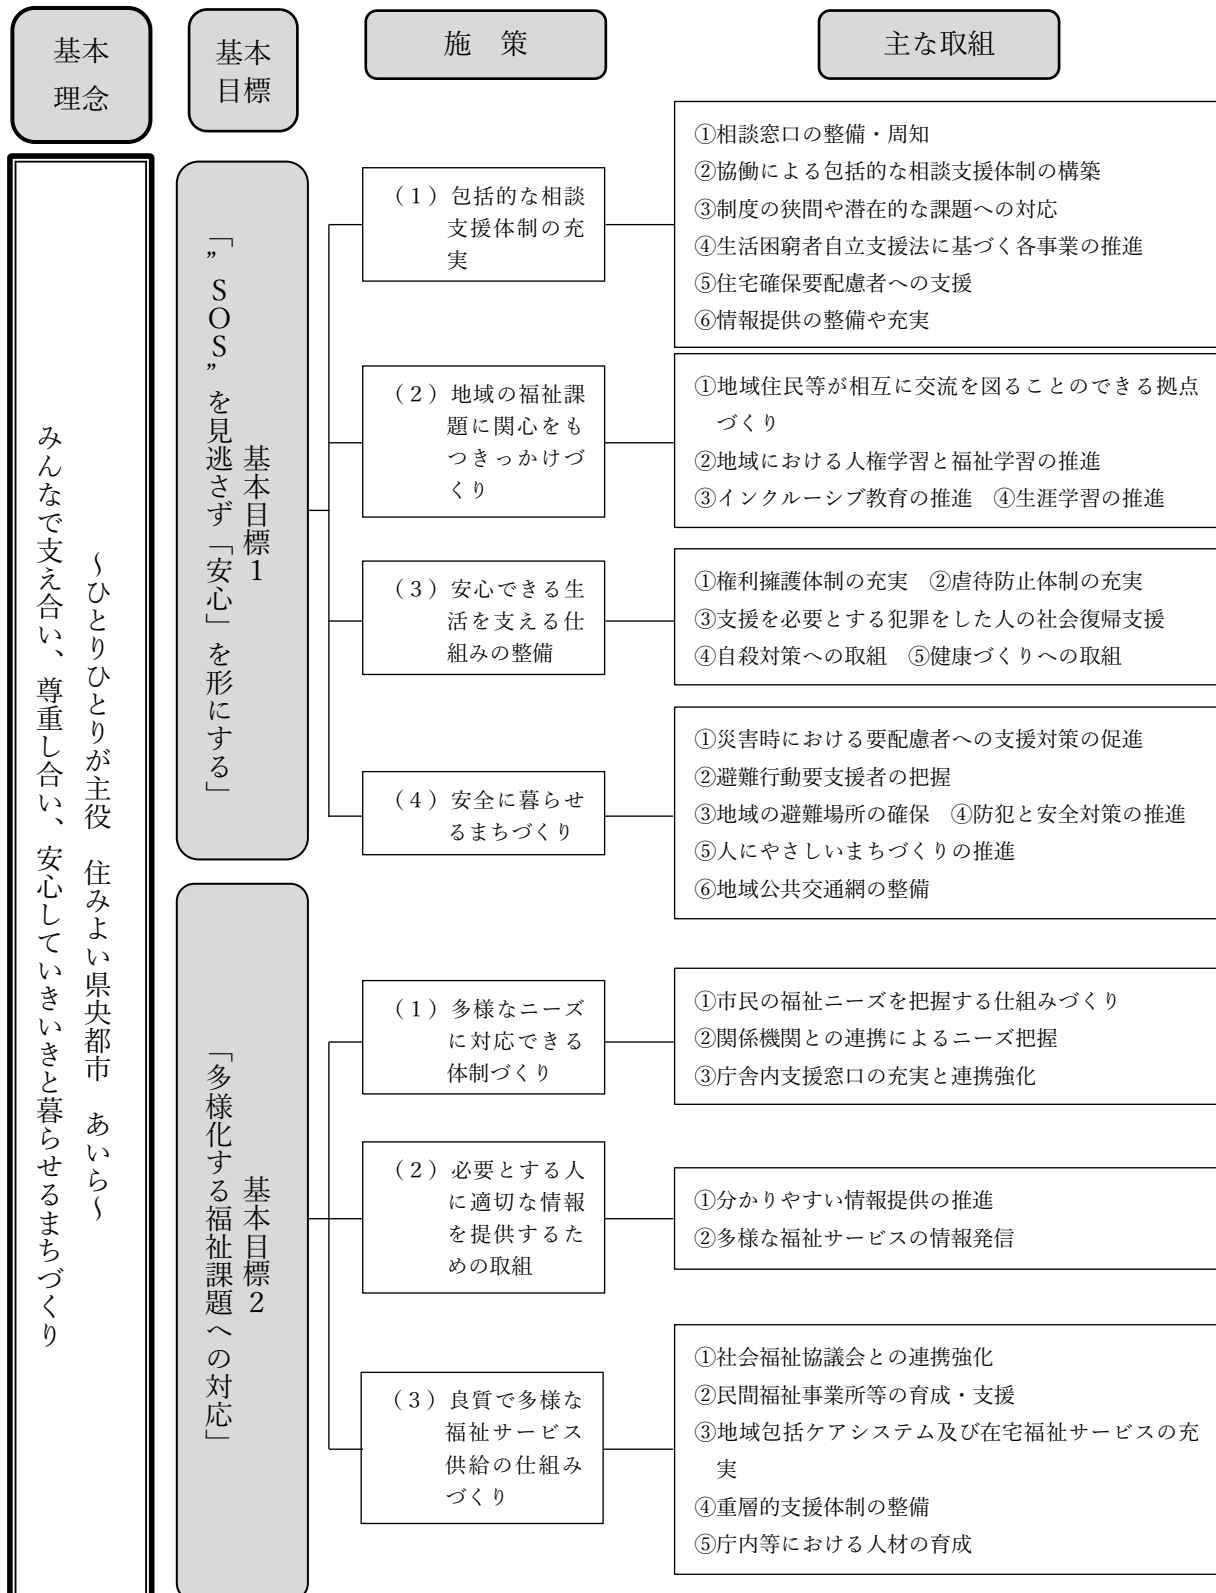 基本
理念
基本
目標
施　策
主な取組
みんなで支え合い、尊重し合い、安心していきいきと暮らせるまちづくり
～ひとりひとりが主役　住みよい県央都市　あいら～
基本目標１
「”ＳＯＳ”を見逃さず「安心」を形にする」
（１）包括的な相談
支援体制の充
実
①相談窓口の整備・周知
②協働による包括的な相談支援体制の構築
③制度の狭間や潜在的な課題への対応
④生活困窮者自立支援法に基づく各事業の推進
⑤住宅確保要配慮者への支援
⑥情報提供の整備や充実
（２）地域の福祉課
題に関心をも
つきっかけづ
くり
①地域住民等が相互に交流を図ることのできる拠点
づくり
②地域における人権学習と福祉学習の推進
③インクルーシブ教育の推進　④生涯学習の推進
（３）安心できる生
活を支える仕
組みの整備
①権利擁護体制の充実　②虐待防止体制の充実
③支援を必要とする犯罪をした人の社会復帰支援
④自殺対策への取組　⑤健康づくりへの取組
（４）安全に暮らせ
るまちづくり
①災害時における要配慮者への支援対策の促進
②避難行動要支援者の把握
③地域の避難場所の確保　④防犯と安全対策の推進
⑤人にやさしいまちづくりの推進
⑥地域公共交通網の整備
基本目標２
「多様化する福祉課題への対応」
（１）多様なニーズ
に対応できる
体制づくり
①市民の福祉ニーズを把握する仕組みづくり
②関係機関との連携によるニーズ把握
③庁舎内支援窓口の充実と連携強化
（２）必要とする人
に適切な情報
を提供するた
めの取組
①分かりやすい情報提供の推進
②多様な福祉サービスの情報発信
（３）良質で多様な
福祉サービス
供給の仕組み
づくり
①社会福祉協議会との連携強化
②民間福祉事業所等の育成・支援
③地域包括ケアシステム及び在宅福祉サービスの充
実
④重層的支援体制の整備
⑤庁内等における人材の育成